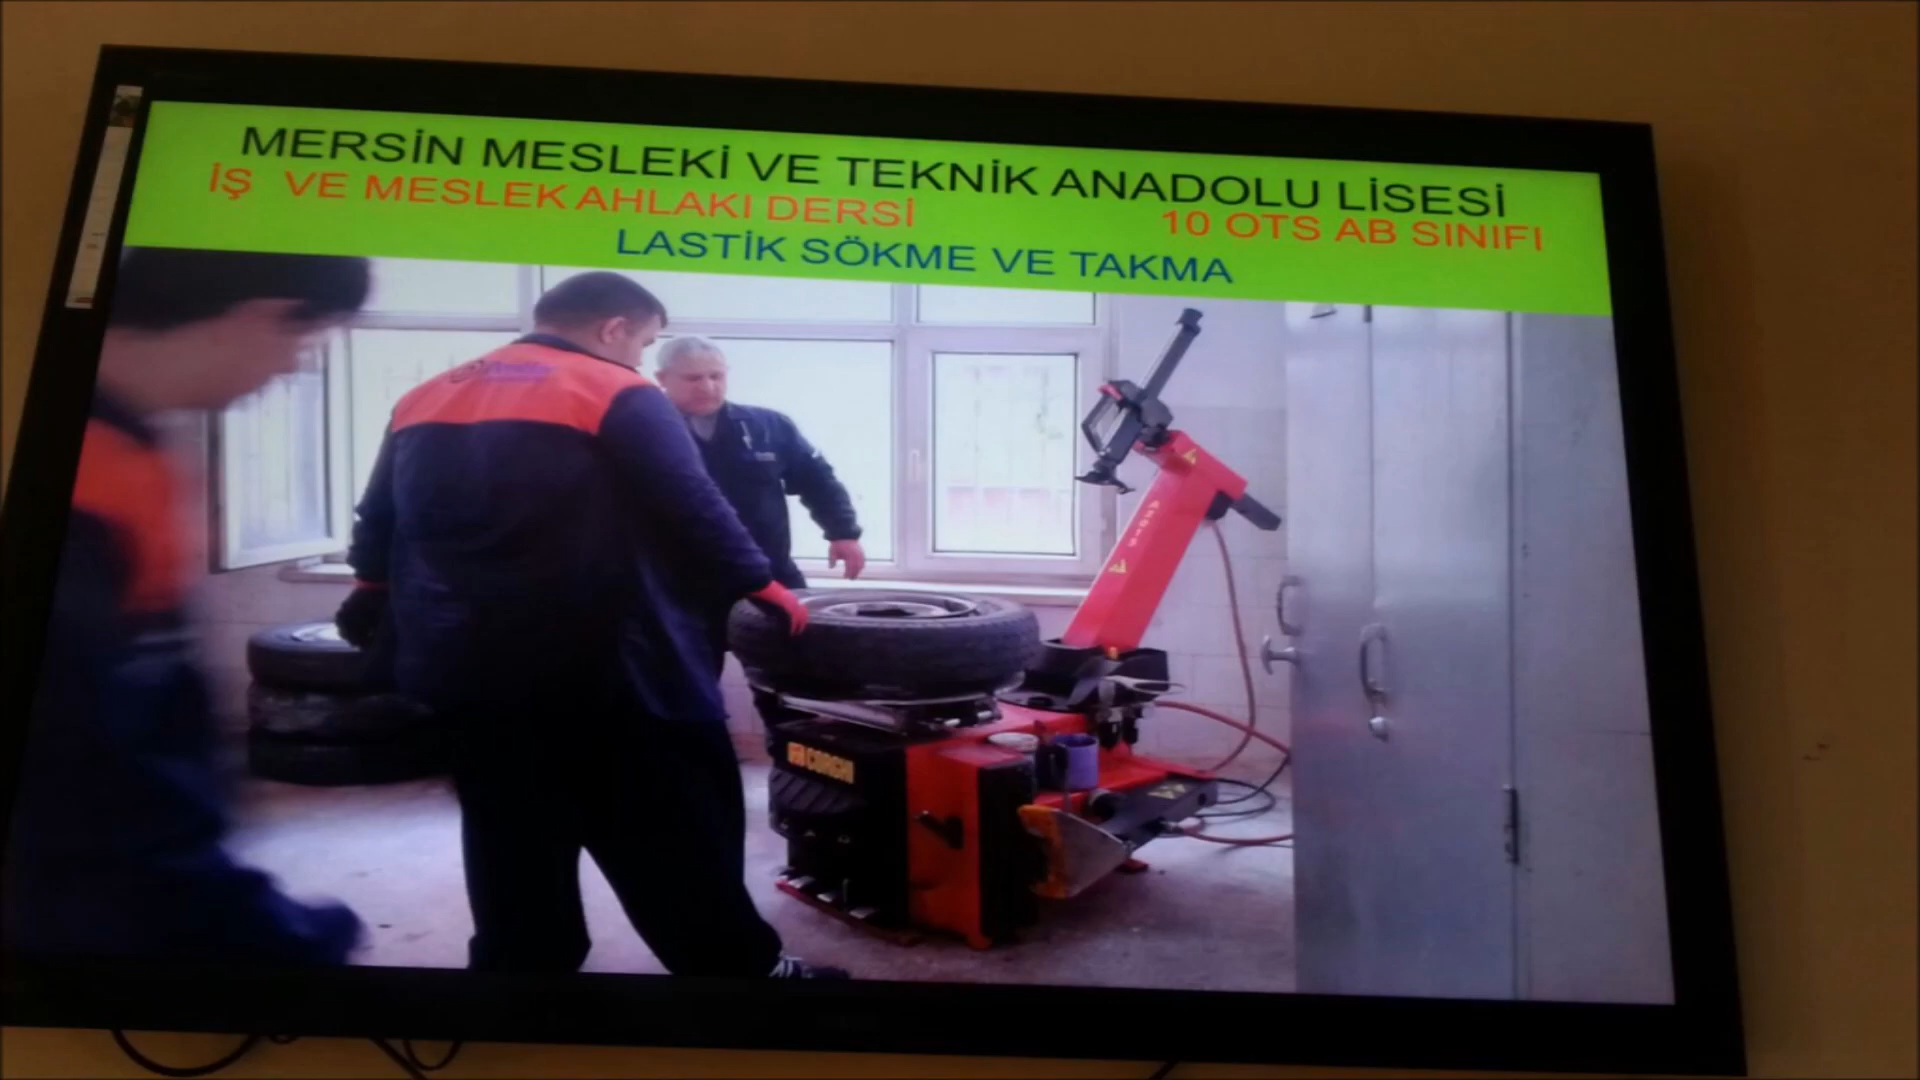 MERSİN MESLEKİ VE TEKNİK ANADOLU LİSESİ
İŞ VE MESLEK AHLAKI DERSİ 10 OTS AB SINIFI
LASTİK SÖKME VE TAKMA
CORGHI